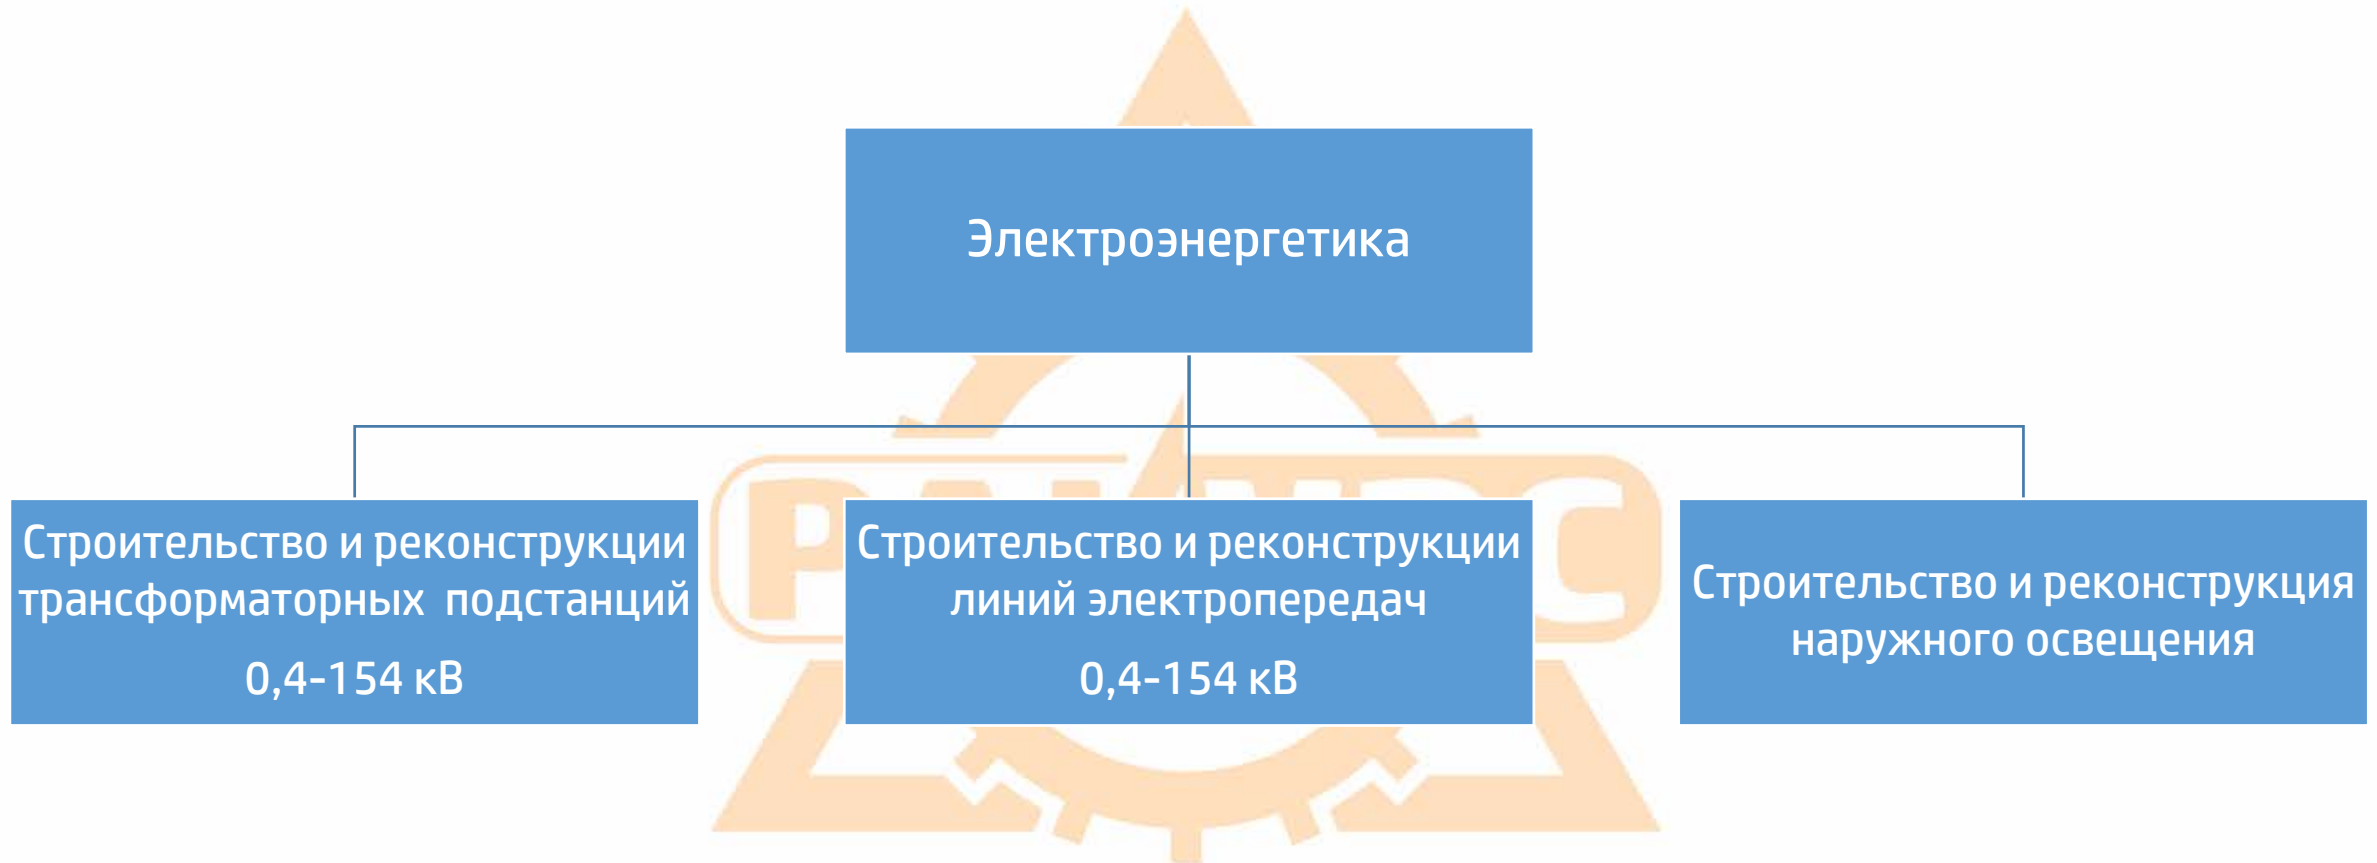 Электроэнергетика
Строительство и реконструкции
трансформаторных подстанций
0,4-154 кВ
Строительство и реконструкции
линий электропередач
0,4-154 кВ
Строительство и реконструкция
наружного освещения